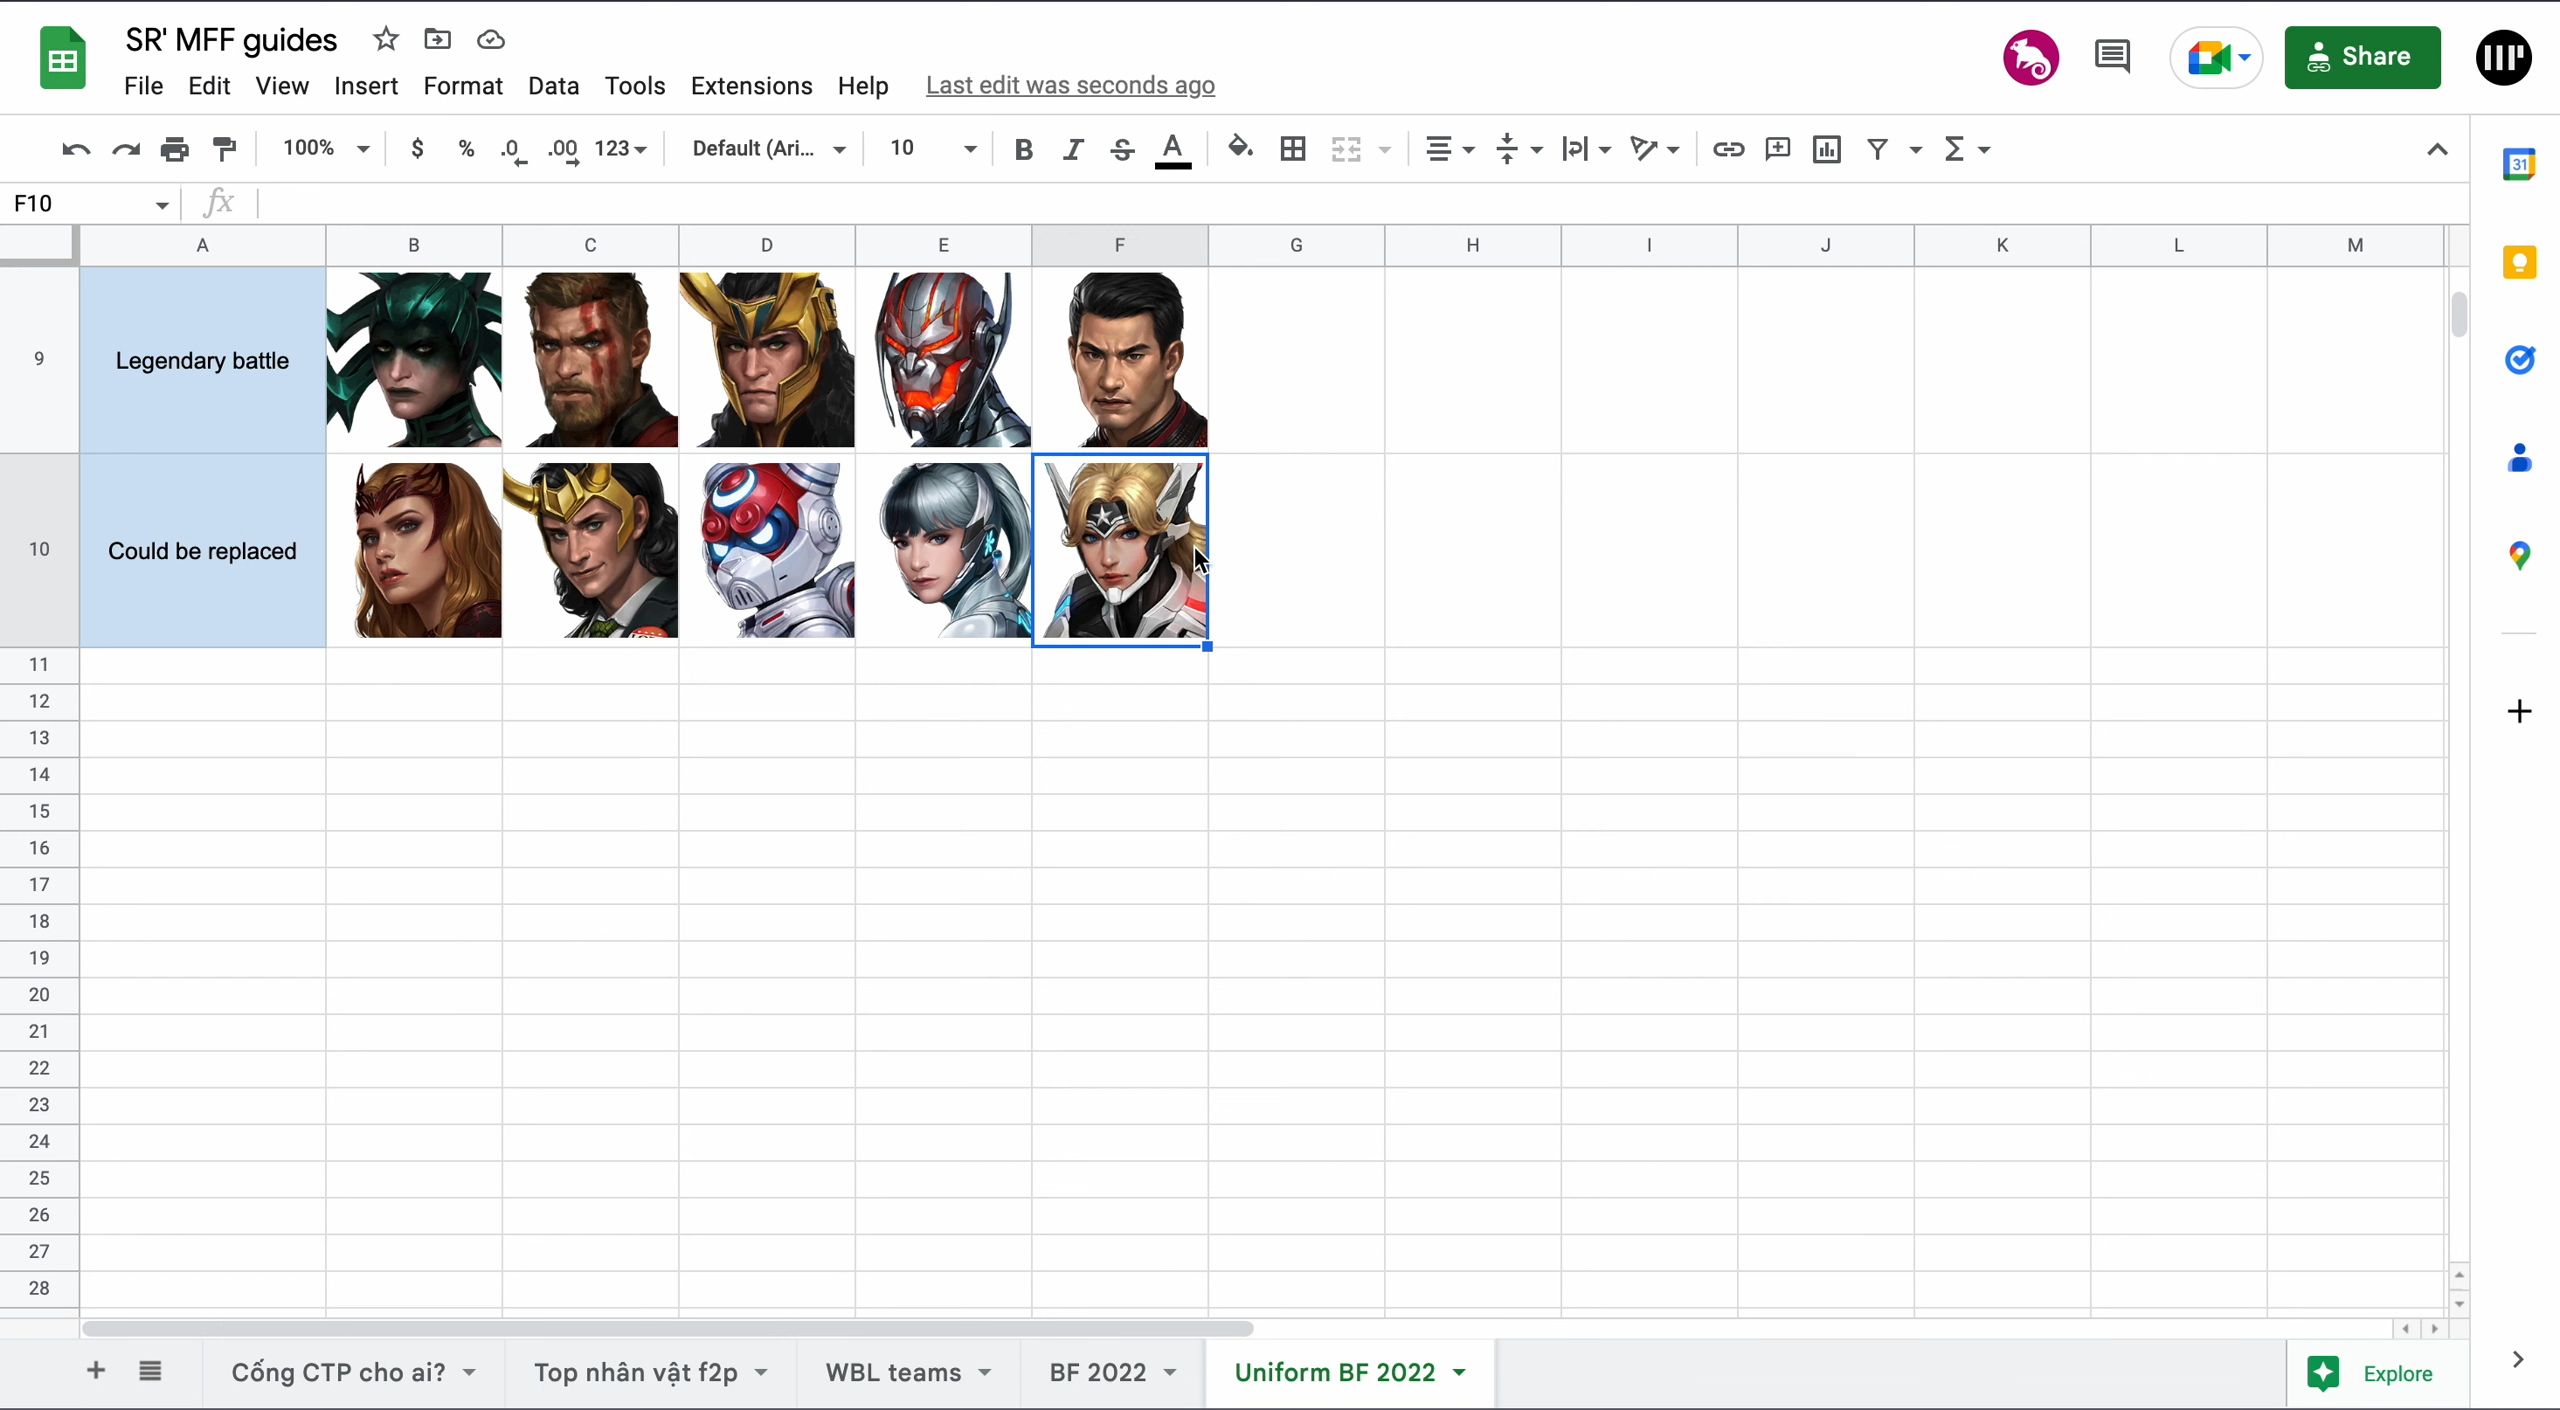 SR' MFF guides
File Edit View Insert Format Data Tools Extensions Help Last edit was seconds ago
Share
100% $ % .0 .00 123 Default (Ari... 10 B I S A Σ
31
F10 fx
A B C D E F G H I J K L M
9 Legendary battle
10 Could be replaced
11
12
13
14
15
16
17
18
19
20
21
22
23
24
25
26
27
28
Cống CTP cho ai? Top nhân vật f2p WBL teams BF 2022 Uniform BF 2022 Explore